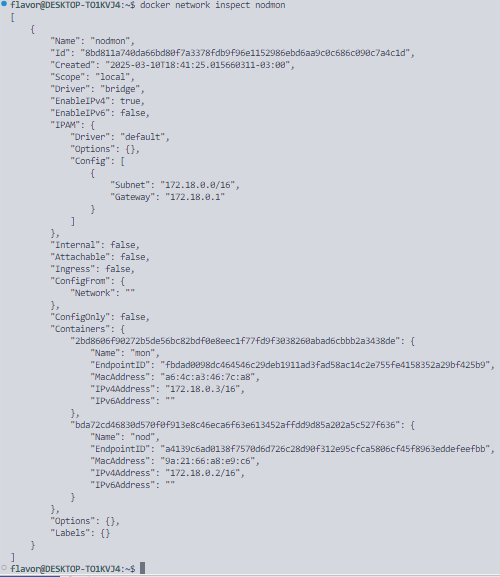 flavor@DESKTOP-TO1KVJ4:~$ docker network inspect nodmon
[
    {
        "Name": "nodmon",
        "Id": "8bd811a740da66bd80f7a3378fdb9f96e1152986ebd6aa9c0c686c090c7a4c1d",
        "Created": "2025-03-10T18:41:25.015660311-03:00",
        "Scope": "local",
        "Driver": "bridge",
        "EnableIPv4": true,
        "EnableIPv6": false,
        "IPAM": {
            "Driver": "default",
            "Options": {},
            "Config": [
                {
                    "Subnet": "172.18.0.0/16",
                    "Gateway": "172.18.0.1"
                }
            ]
        },
        "Internal": false,
        "Attachable": false,
        "Ingress": false,
        "ConfigFrom": {
            "Network": ""
        },
        "ConfigOnly": false,
        "Containers": {
            "2bd8606f90272b5de56bc82bdf0e8eec1f77fd9f3038260abad6cbbb2a3438de": {
                "Name": "mon",
                "EndpointID": "fbdad0098dc464546c29deb1911ad3fad58ac14c2e755fe4158352a29bf425b9",
                "MacAddress": "a6:4c:a3:46:7c:a8",
                "IPv4Address": "172.18.0.3/16",
                "IPv6Address": ""
            },
            "bda72cd46830d570f0f913e8c46eca6f63e613452affdd9d85a202a5c527f636": {
                "Name": "nod",
                "EndpointID": "a4139c6ad0138f7570d6d726c28d90f312e95cfca5806cf45f8963eddefeefbb",
                "MacAddress": "9a:21:66:a8:e9:c6",
                "IPv4Address": "172.18.0.2/16",
                "IPv6Address": ""
            }
        },
        "Options": {},
        "Labels": {}
    }
]
flavor@DESKTOP-TO1KVJ4:~$